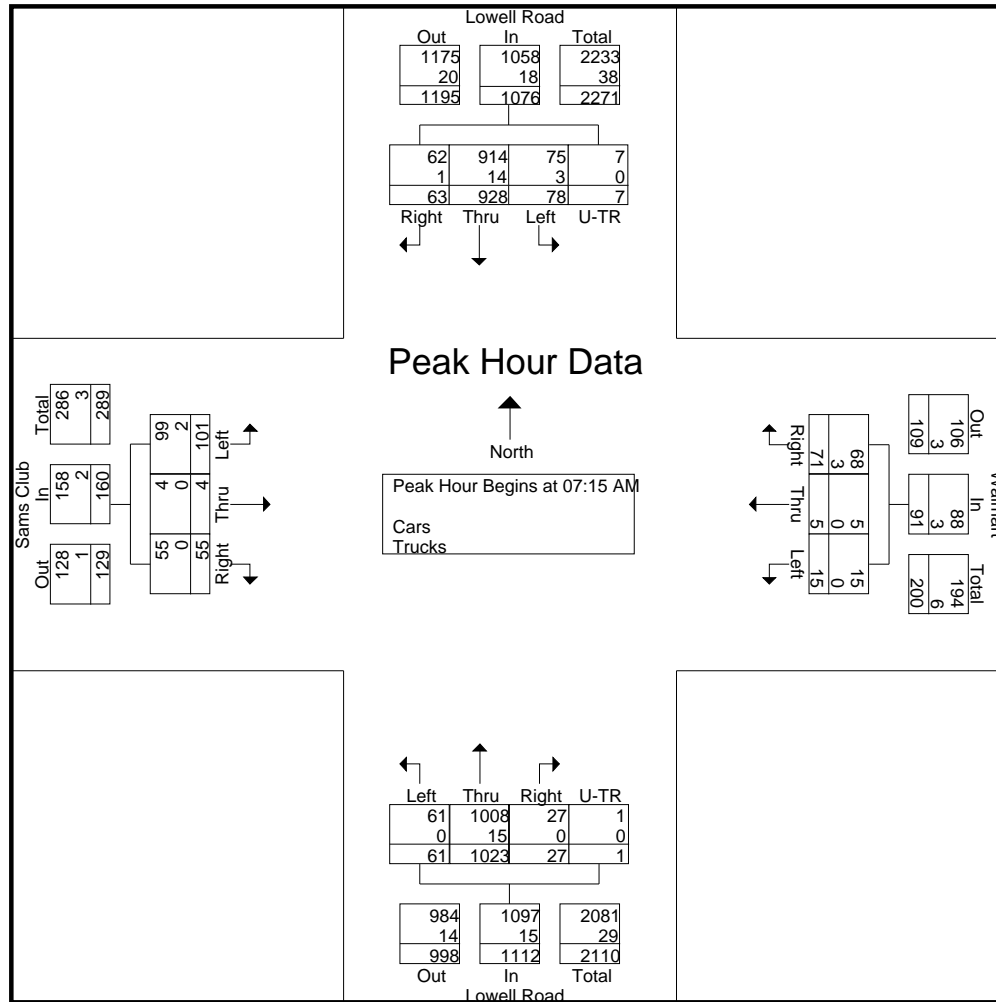 Lowell Road
Out In Total
1175 1058 2233
20 18 38
1195 1076 2271
62 914 75 7
1 14 3 0
63 928 78 7
Right Thru Left U-TR
Peak Hour Data
North
Peak Hour Begins at 07:15 AM
Cars
Trucks
Sams Club
Total In Out
286 158 128
3 2 1
289 160 129
99 4 55
2 0 0
101 4 55
Left Thru Right
Walmart
Out In Total
106 88 194
3 3 6
109 91 200
68 5 15
3 0 0
71 5 15
Right Thru Left
Left Thru Right U-TR
61 1008 27 1
0 15 0 0
61 1023 27 1
984 1097 2081
14 15 29
998 1112 2110
Out In Total
Lowell Road